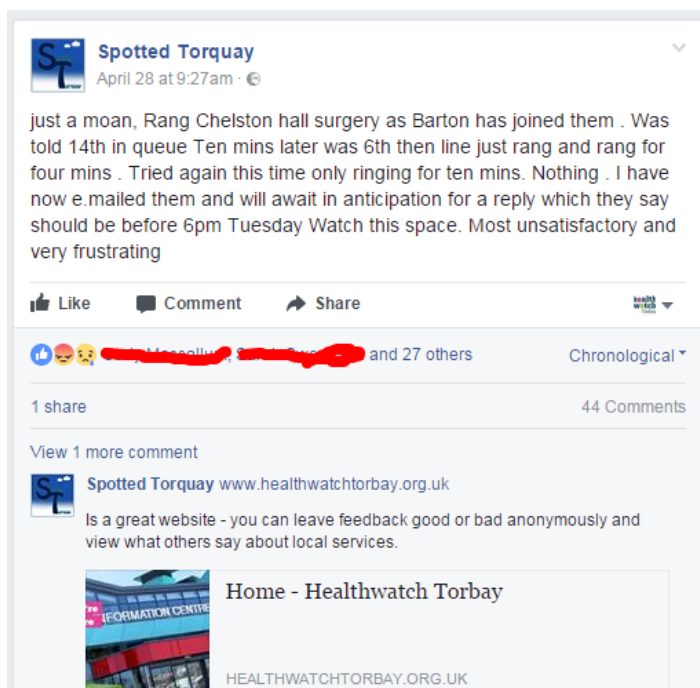 Spotted Torquay
April 28 at 9:27am ·
just a moan, Rang Chelston hall surgery as Barton has joined them . Was
told 14th in queue Ten mins later was 6th then line just rang and rang for
four mins . Tried again this time only ringing for ten mins. Nothing . I have
now e.mailed them and will await in anticipation for a reply which they say
should be before 6pm Tuesday Watch this space. Most unsatisfactory and
very frustrating
Like Comment Share
health
watch
and 27 others Chronological
1 share 44 Comments
View 1 more comment
Spotted Torquay www.healthwatchtorbay.org.uk
Is a great website - you can leave feedback good or bad anonymously and
view what others say about local services.
INFORMATION CENTRE
Home - Healthwatch Torbay
HEALTHWATCHTORBAY.ORG.UK